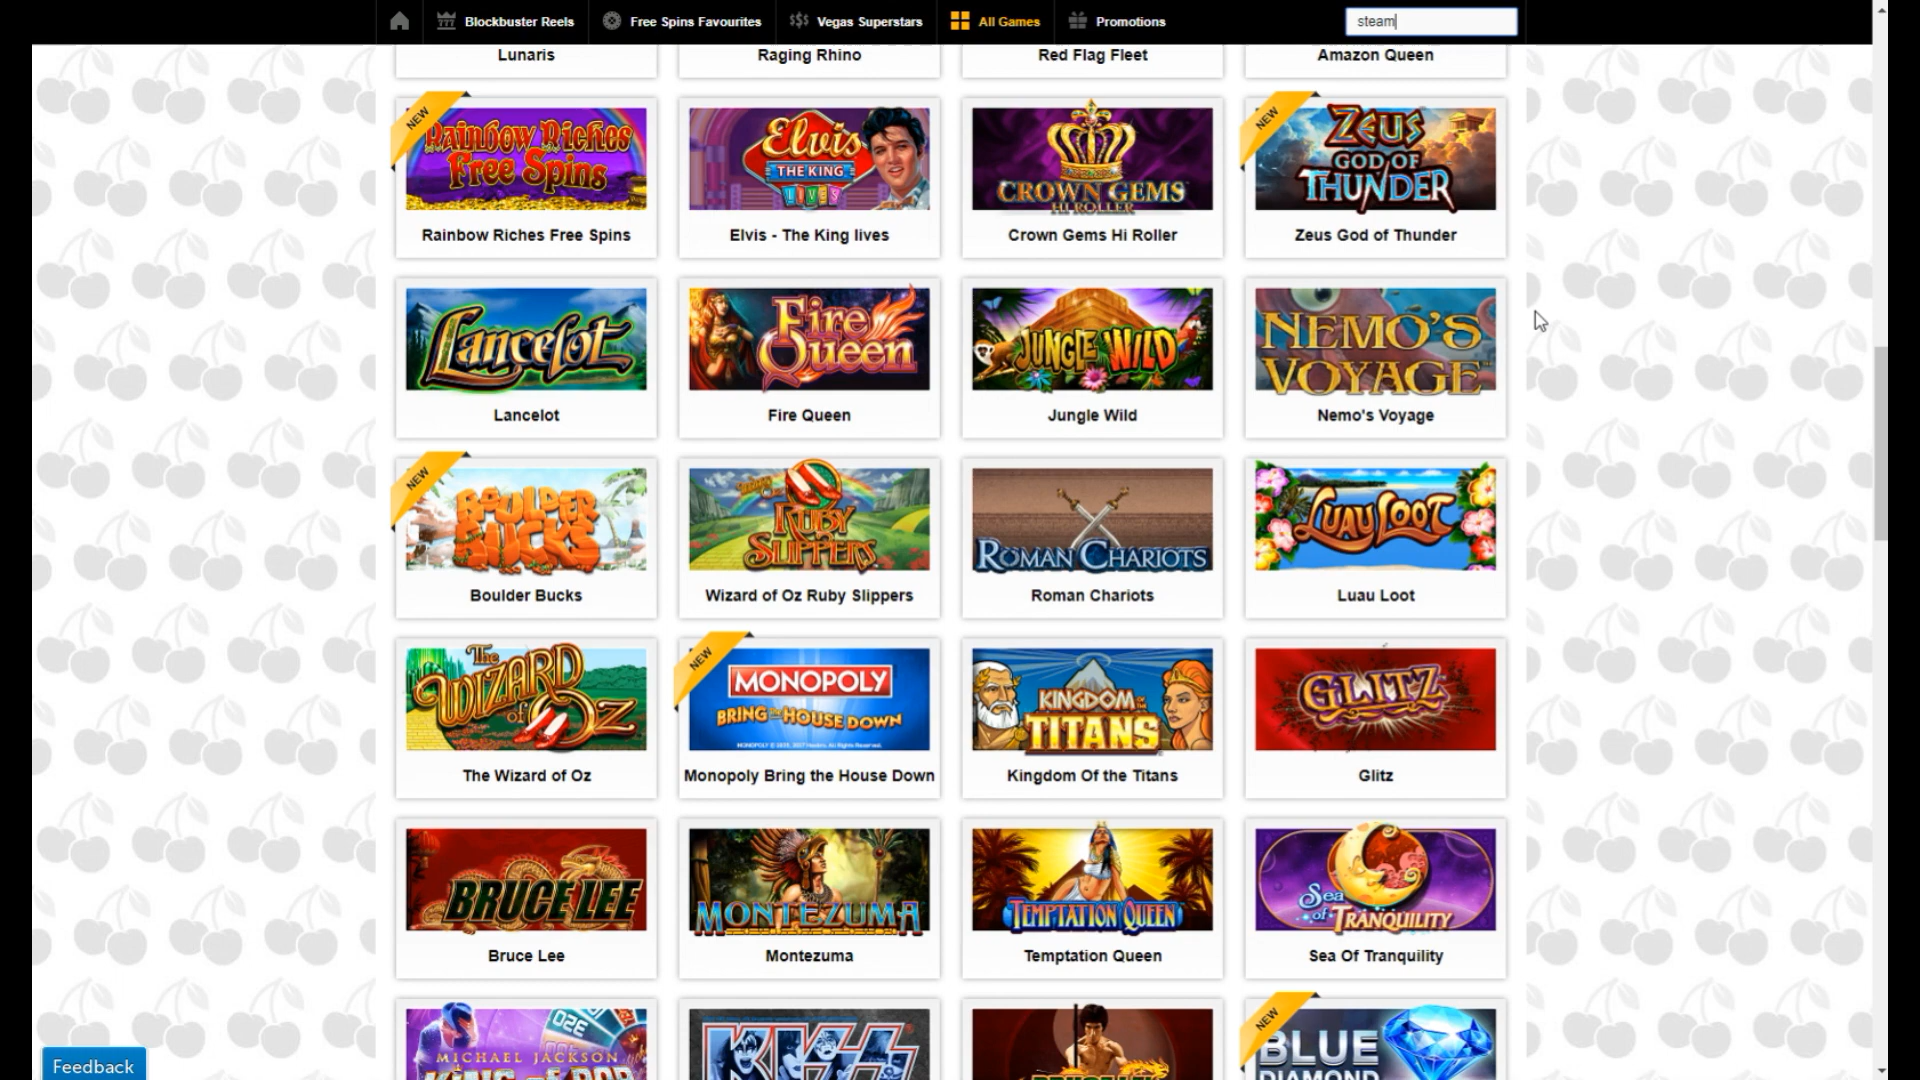 Blockbuster Reels
Free Spins Favourites
$$$ Vegas Superstars
All Games
Promotions
steam
Lunaris
Raging Rhino
Red Flag Fleet
Amazon Queen
NEW
Rainbow Riches
Free Spins
Elvis
THE KING
LIVES
CROWN GEMS
HI ROLLER
NEW
ZEUS
GOD OF
THUNDER
Rainbow Riches Free Spins
Elvis - The King lives
Crown Gems Hi Roller
Zeus God of Thunder
Lancelot
Fire
Queen
JUNGLE WILD
NEMO'S
VOYAGE
Lancelot
Fire Queen
Jungle Wild
Nemo's Voyage
NEW
BOULDER
BUCKS
RUBY
SLIPPERS
ROMAN CHARIOTS
LUAU LOOT
Boulder Bucks
Wizard of Oz Ruby Slippers
Roman Chariots
Luau Loot
The
WIZARD
of OZ
NEW
MONOPOLY
BRING the HOUSE DOWN
KINGDOM
OF THE
TITANS
GLITZ
The Wizard of Oz
Monopoly Bring the House Down
Kingdom Of the Titans
Glitz
BRUCE LEE
MONTEZUMA
TEMPTATION QUEEN
Sea
of TRANQUILITY
Bruce Lee
Montezuma
Temptation Queen
Sea Of Tranquility
MICHAEL JACKSON
KING OF POP
KISS
BRUCE LEE
NEW
BLUE
DIAMOND
Feedback